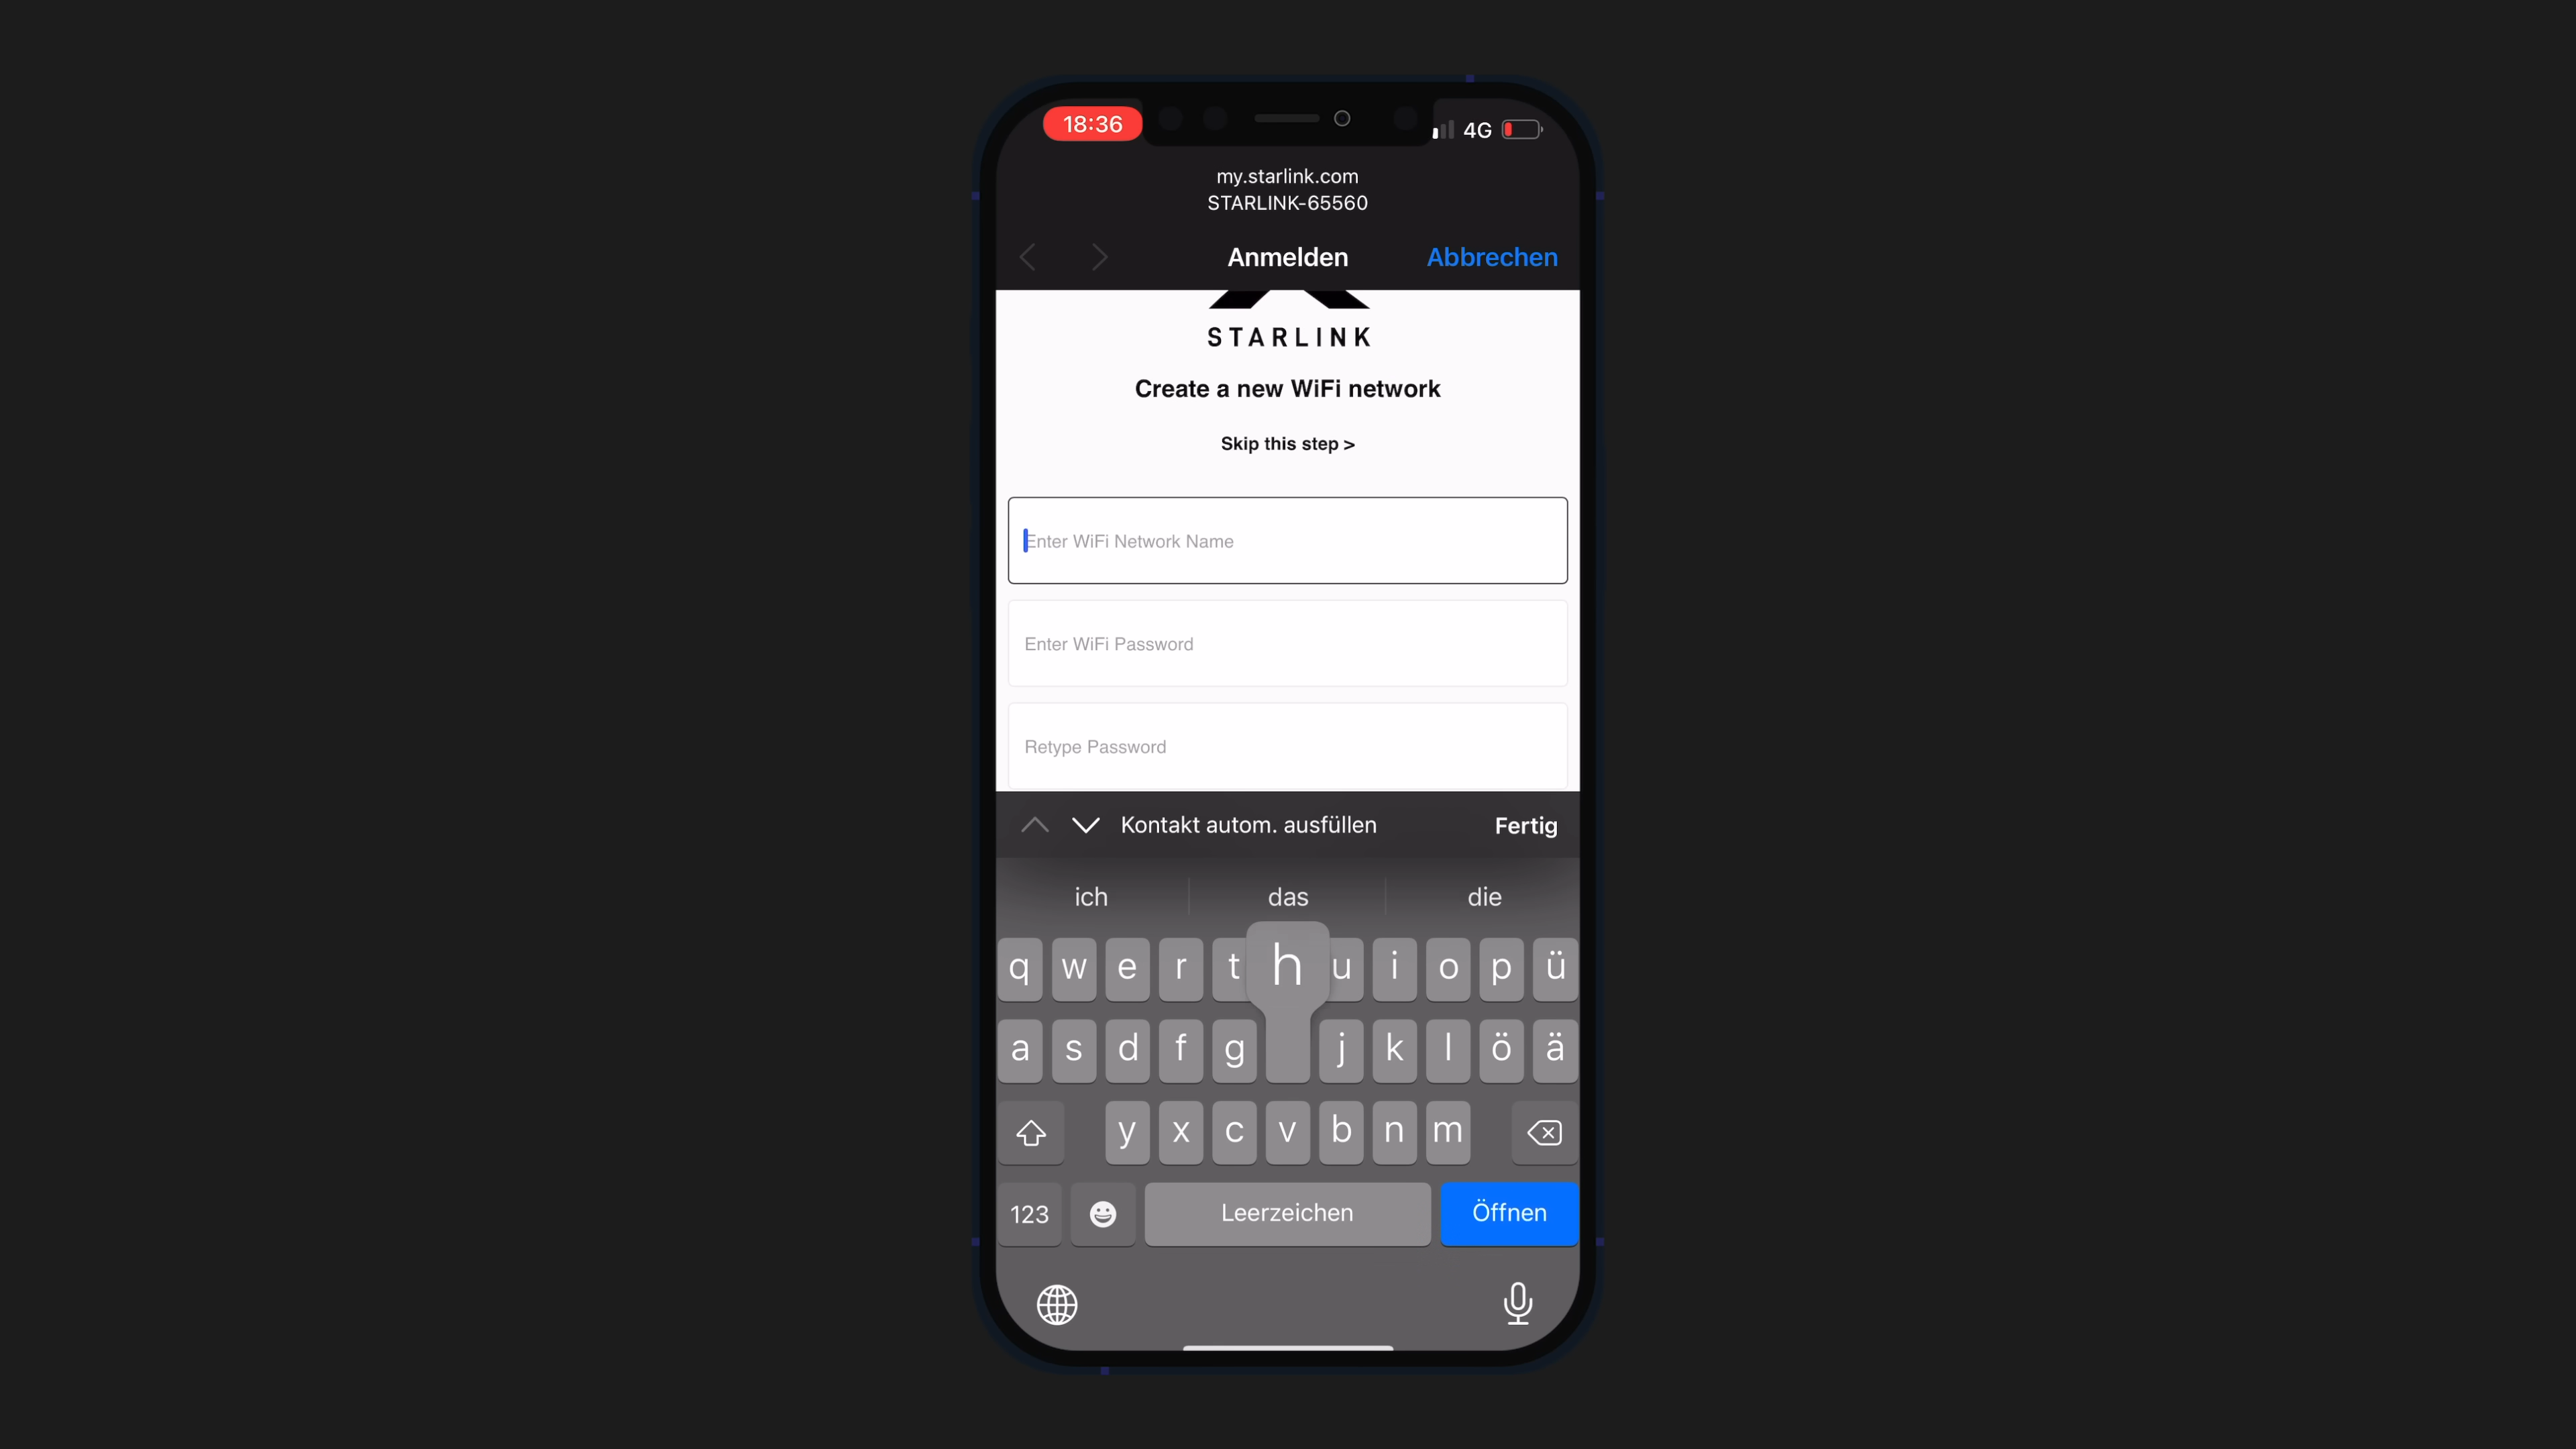 18:36
4G
my.starlink.com
STARLINK-65560
Anmelden
Abbrechen
STARLINK
Create a new WiFi network
Skip this step >
Enter WiFi Network Name
Enter WiFi Password
Retype Password
Kontakt autom. ausfüllen
Fertig
ich das die
q w e r t h u i o p ü
a s d f g j k l ö ä
y x c v b n m
123 Leerzeichen Öffnen